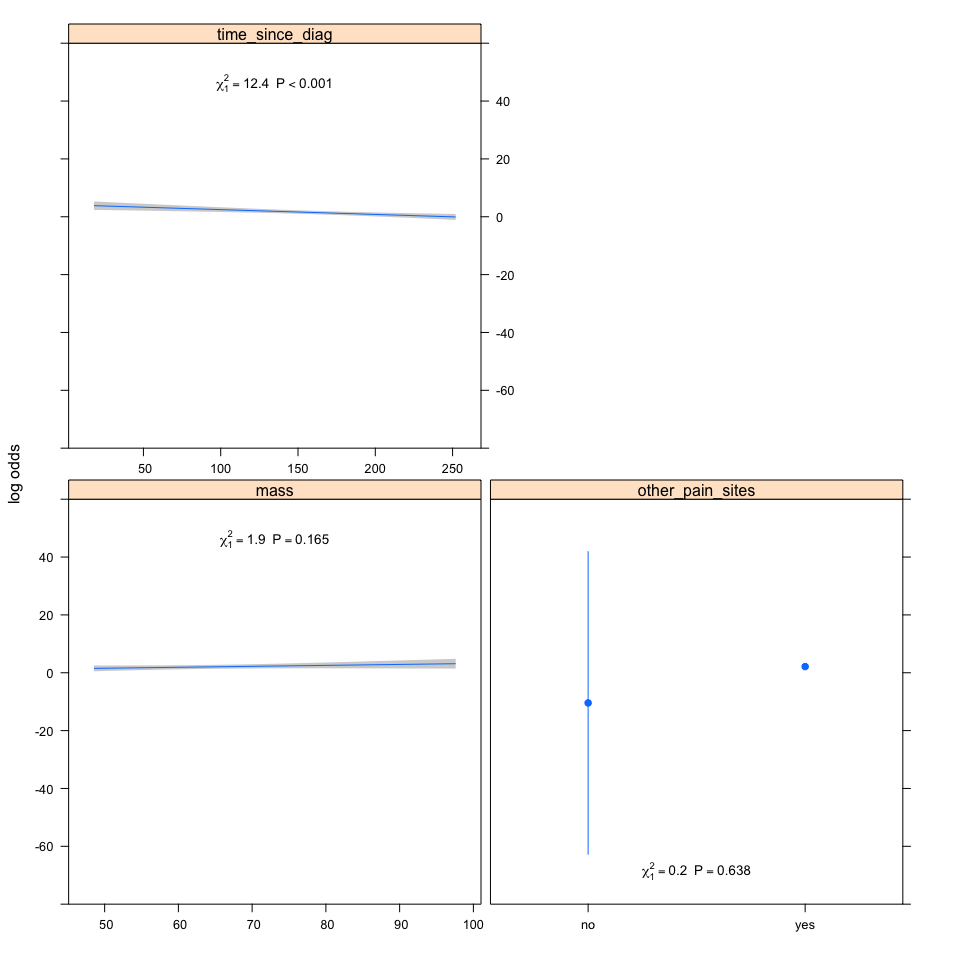 time_since_diag
χ²₁ = 12.4 P < 0.001
40
20
0
-20
-40
-60
50 100 150 200 250
log odds
mass
χ²₁ = 1.9 P = 0.165
40
20
0
-20
-40
-60
50 60 70 80 90 100
other_pain_sites
χ²₁ = 0.2 P = 0.638
no yes